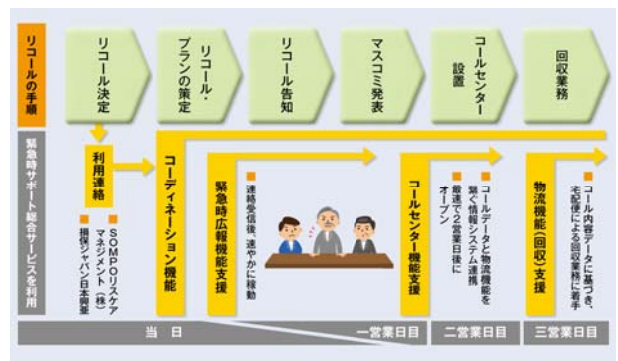 リコールの手順
リコール決定
リコール・
プランの策定
リコール告知
マスコミ発表
コールセンター
設置
回収業務
緊急時サポート総合サービスを利用
利用連絡
■SOMPOリスケア
マネジメント（株）
■損保ジャパン日本興亜
コーディネーション機能
緊急時広報機能支援
■連絡受信後、速やかに稼動
コールセンター機能支援
■コールデータと物流機能を
繋ぐ情報システム連携
■最速で2営業日後に
オープン
物流機能(回収)支援
■コール内容データに基づき、
宅配便による回収業務に着手
当 日
一営業日目
二営業日目
三営業日目